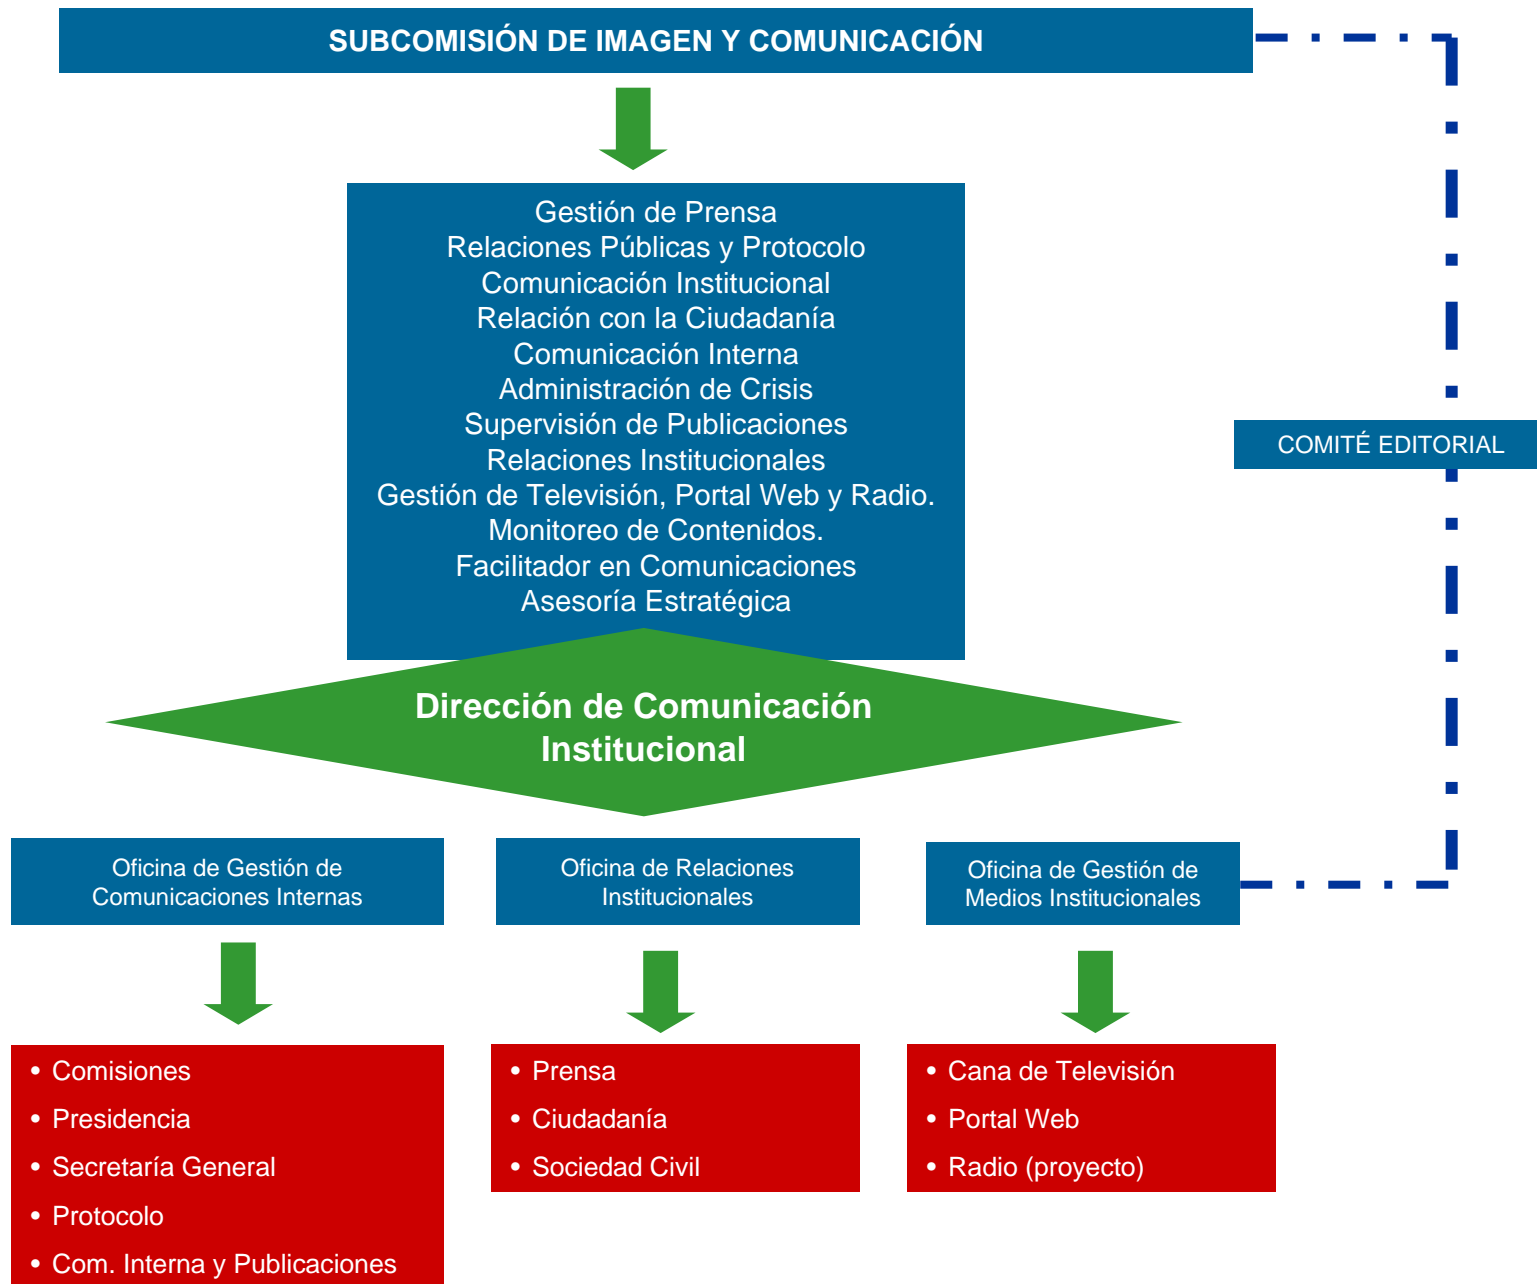 SUBCOMISIÓN DE IMAGEN Y COMUNICACIÓN
Gestión de Prensa
Relaciones Públicas y Protocolo
Comunicación Institucional
Relación con la Ciudadanía
Comunicación Interna
Administración de Crisis
Supervisión de Publicaciones
Relaciones Institucionales
Gestión de Televisión, Portal Web y Radio.
Monitoreo de Contenidos.
Facilitador en Comunicaciones
Asesoría Estratégica
COMITÉ EDITORIAL
Dirección de Comunicación
Institucional
Oficina de Gestión de
Comunicaciones Internas
Oficina de Relaciones
Institucionales
Oficina de Gestión de
Medios Institucionales
• Comisiones
• Presidencia
• Secretaría General
• Protocolo
• Com. Interna y Publicaciones
• Prensa
• Ciudadanía
• Sociedad Civil
• Cana de Televisión
• Portal Web
• Radio (proyecto)